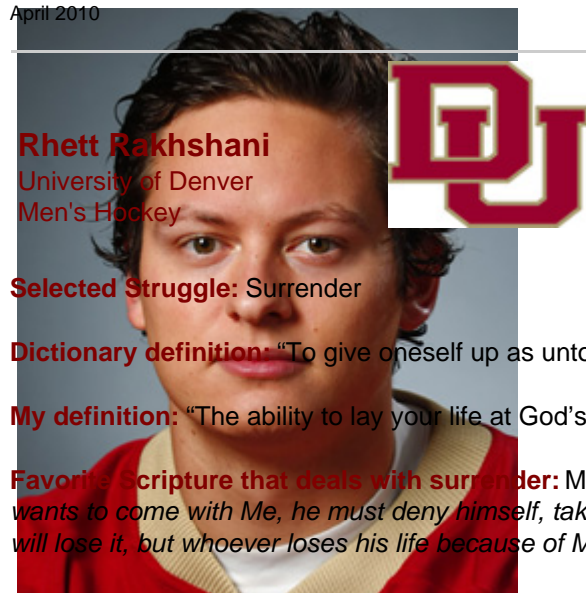 April 2010
DU
Rhett Rakhshani
University of Denver
Men's Hockey
Selected Struggle: Surrender
Dictionary definition: “To give oneself up as unto
My definition: “The ability to lay your life at God's
Favorite Scripture that deals with surrender: M
wants to come with Me, he must deny himself, tak
will lose it, but whoever loses his life because of M